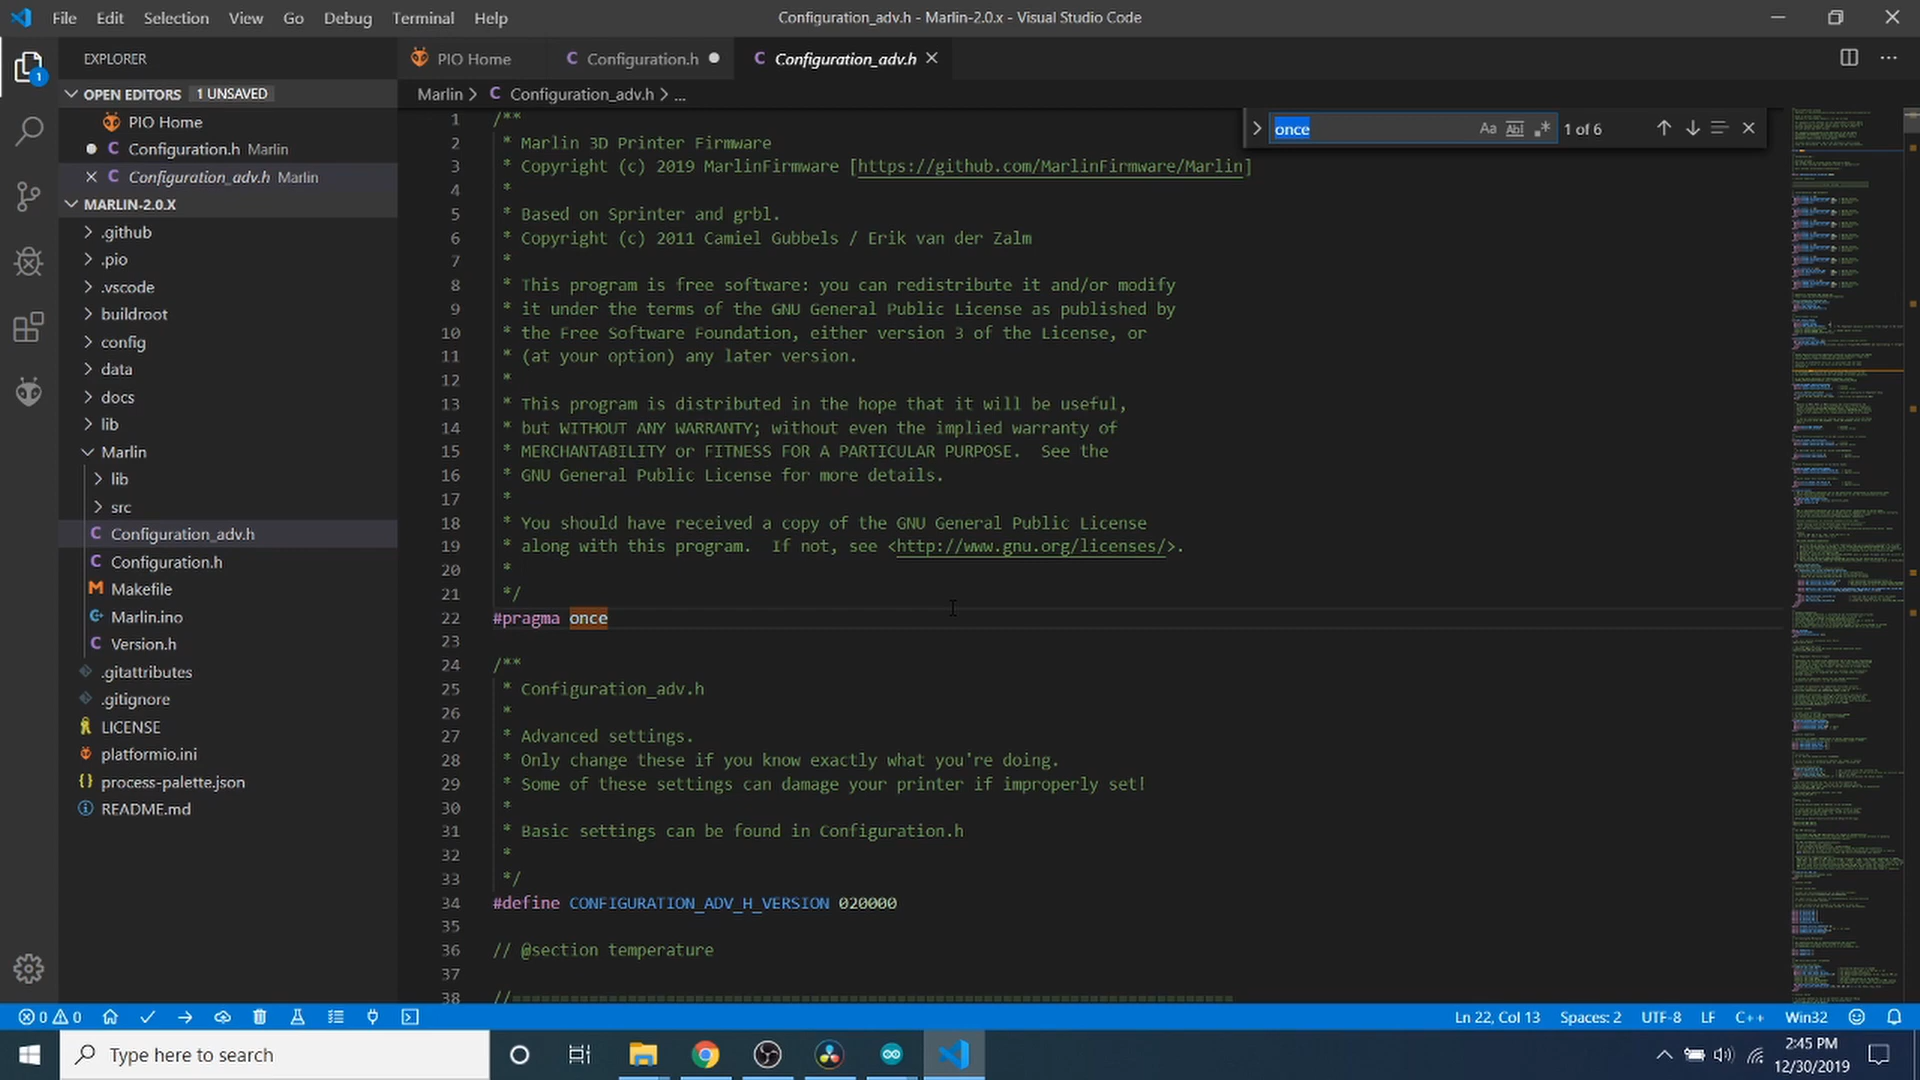 File Edit Selection View Go Debug Terminal Help
Configuration_adv.h - Marlin-2.0.x - Visual Studio Code
EXPLORER
1
OPEN EDITORS 1 UNSAVED
PIO Home
Configuration.h Marlin
Configuration_adv.h Marlin
MARLIN-2.0.X
.github
.pio
.vscode
buildroot
config
data
docs
lib
Marlin
lib
src
Configuration_adv.h
Configuration.h
Makefile
Marlin.ino
Version.h
.gitattributes
.gitignore
LICENSE
platformio.ini
process-palette.json
README.md
PIO Home
Configuration.h
Configuration_adv.h
Marlin > C Configuration_adv.h > ...
once Aa Abl .* 1 of 6
1 /**
2 * Marlin 3D Printer Firmware
3 * Copyright (c) 2019 MarlinFirmware [https://github.com/MarlinFirmware/Marlin]
4 *
5 * Based on Sprinter and grbl.
6 * Copyright (c) 2011 Camiel Gubbels / Erik van der Zalm
7 *
8 * This program is free software: you can redistribute it and/or modify
9 * it under the terms of the GNU General Public License as published by
10 * the Free Software Foundation, either version 3 of the License, or
11 * (at your option) any later version.
12 *
13 * This program is distributed in the hope that it will be useful,
14 * but WITHOUT ANY WARRANTY; without even the implied warranty of
15 * MERCHANTABILITY or FITNESS FOR A PARTICULAR PURPOSE.  See the
16 * GNU General Public License for more details.
17 *
18 * You should have received a copy of the GNU General Public License
19 * along with this program.  If not, see <http://www.gnu.org/licenses/>.
20 *
21 */
22 #pragma once
23
24 /**
25 * Configuration_adv.h
26 *
27 * Advanced settings.
28 * Only change these if you know exactly what you're doing.
29 * Some of these settings can damage your printer if improperly set!
30 *
31 * Basic settings can be found in Configuration.h
32 *
33 */
34 #define CONFIGURATION_ADV_H_VERSION 020000
35
36 // @section temperature
37
38 //===========================================================================
0 0
Ln 22, Col 13 Spaces: 2 UTF-8 LF C++ Win32
Type here to search
2:45 PM
12/30/2019